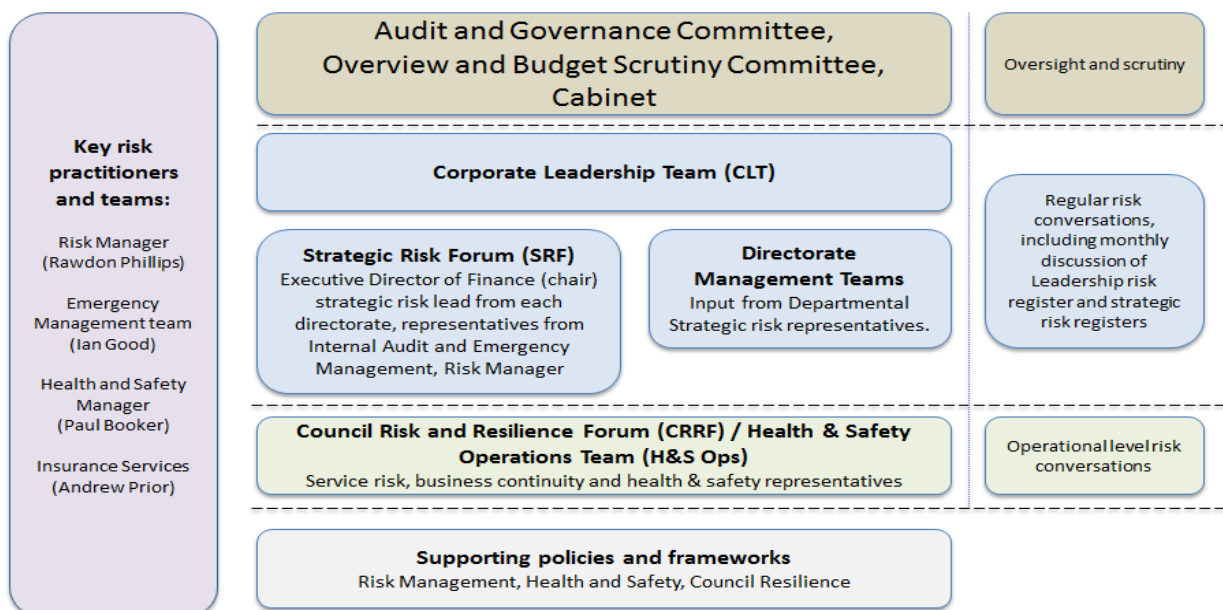 Key risk
practitioners
and teams:
Risk Manager
(Rawdon Phillips)
Emergency
Management team
(Ian Good)
Health and Safety
Manager
(Paul Booker)
Insurance Services
(Andrew Prior)
Audit and Governance Committee,
Overview and Budget Scrutiny Committee,
Cabinet
Oversight and scrutiny
Corporate Leadership Team (CLT)
Strategic Risk Forum (SRF)
Executive Director of Finance (chair)
strategic risk lead from each
directorate, representatives from
Internal Audit and Emergency
Management, Risk Manager
Directorate
Management Teams
Input from Departmental
Strategic risk representatives.
Regular risk
conversations,
including monthly
discussion of
Leadership risk
register and strategic
risk registers
Council Risk and Resilience Forum (CRRF) / Health & Safety
Operations Team (H&S Ops)
Service risk, business continuity and health & safety representatives
Operational level risk
conversations
Supporting policies and frameworks
Risk Management, Health and Safety, Council Resilience